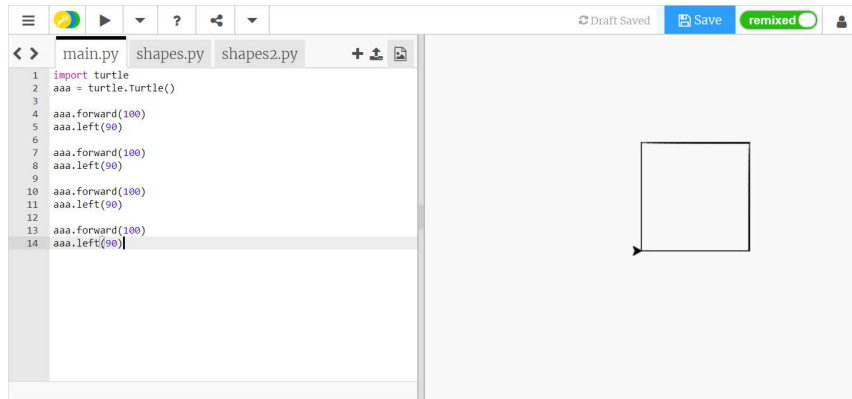 ? Draft Saved Save remixed
main.py shapes.py shapes2.py
1 import turtle
2 aaa = turtle.Turtle()
3
4 aaa.forward(100)
5 aaa.left(90)
6
7 aaa.forward(100)
8 aaa.left(90)
9
10 aaa.forward(100)
11 aaa.left(90)
12
13 aaa.forward(100)
14 aaa.left(90)